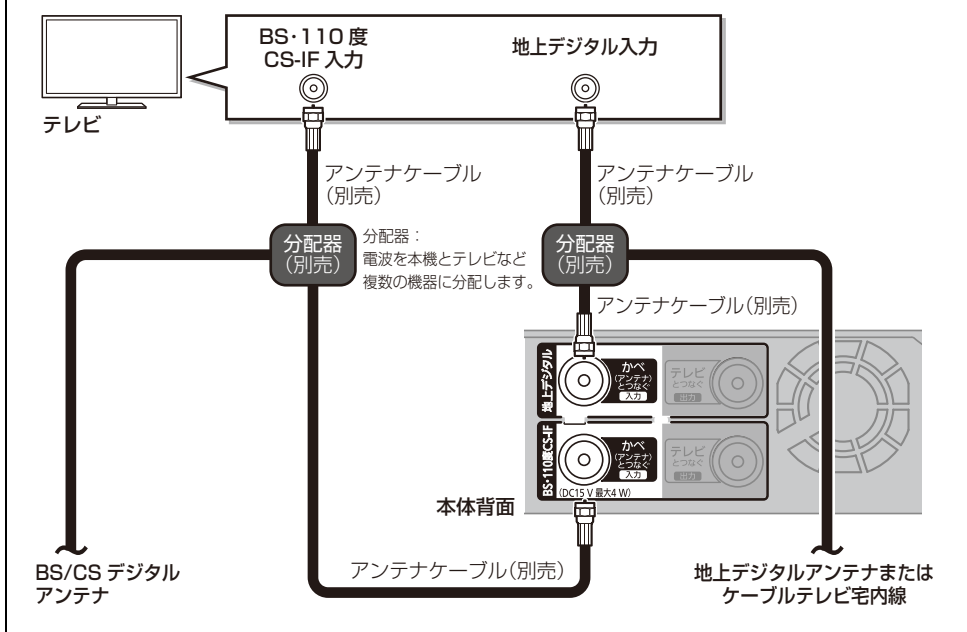 BS･110 度
CS-IF 入力
地上デジタル入力
テレビ
アンテナケーブル
（別売）
アンテナケーブル
（別売）
分配器
（別売）
分配器：
電波を本機とテレビなど
複数の機器に分配します。
分配器
（別売）
アンテナケーブル（別売）
地上デジタル
かべ
(アンテナ)
とつなぐ
入力
テレビ
とつなぐ
出力
BS･110度CS-IF
かべ
(アンテナ)
とつなぐ
入力
テレビ
とつなぐ
出力
(DC15 V 最大4 W)
本体背面
BS/CS デジタル
アンテナ
アンテナケーブル（別売）
地上デジタルアンテナまたは
ケーブルテレビ宅内線